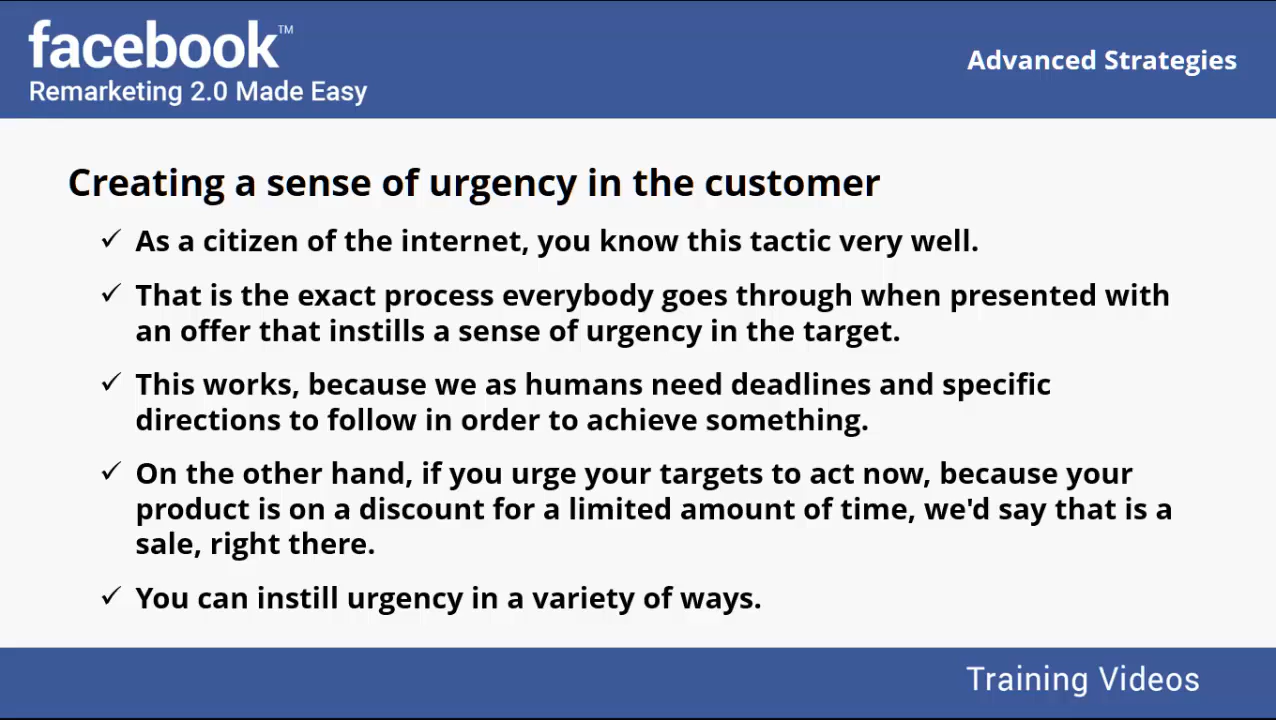 facebook™
Remarketing 2.0 Made Easy
Advanced Strategies
Creating a sense of urgency in the customer
✓ As a citizen of the internet, you know this tactic very well.
✓ That is the exact process everybody goes through when presented with
an offer that instills a sense of urgency in the target.
✓ This works, because we as humans need deadlines and specific
directions to follow in order to achieve something.
✓ On the other hand, if you urge your targets to act now, because your
product is on a discount for a limited amount of time, we'd say that is a
sale, right there.
✓ You can instill urgency in a variety of ways.
Training Videos